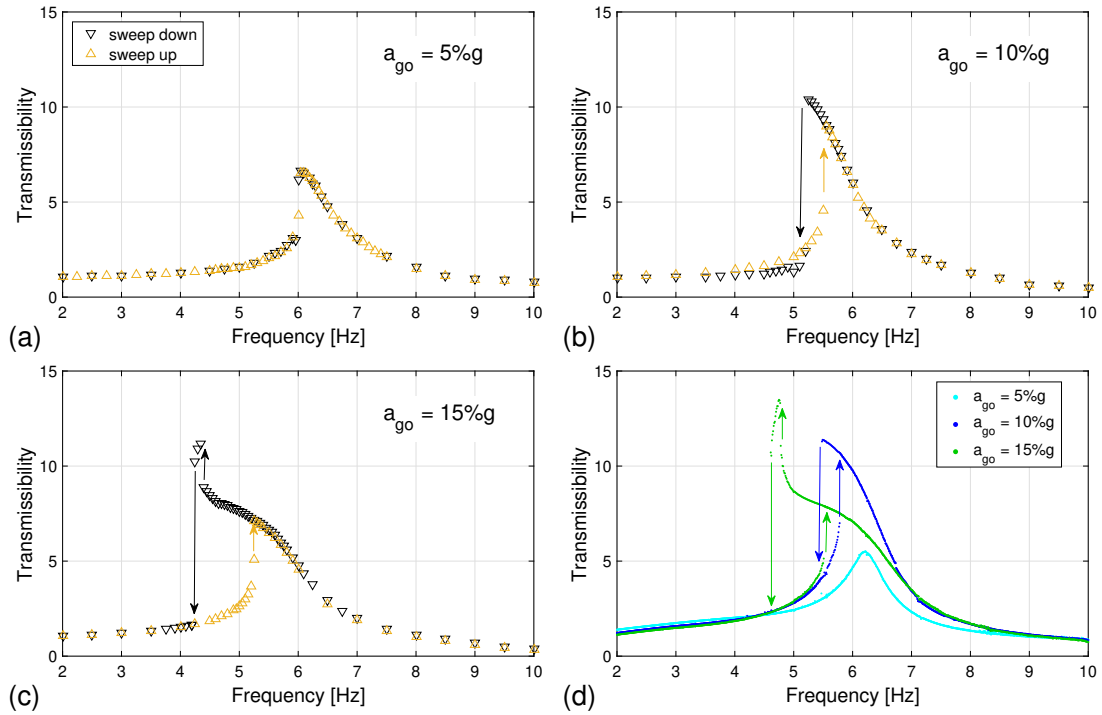 15
10
5
0
Transmissibility
sweep down
sweep up
a_go = 5%g
2 3 4 5 6 7 8 9 10
Frequency [Hz]
(a)
15
10
5
0
Transmissibility
a_go = 10%g
2 3 4 5 6 7 8 9 10
Frequency [Hz]
(b)
15
10
5
0
Transmissibility
a_go = 15%g
2 3 4 5 6 7 8 9 10
Frequency [Hz]
(c)
15
10
5
0
Transmissibility
a_go = 5%g
a_go = 10%g
a_go = 15%g
2 3 4 5 6 7 8 9 10
Frequency [Hz]
(d)